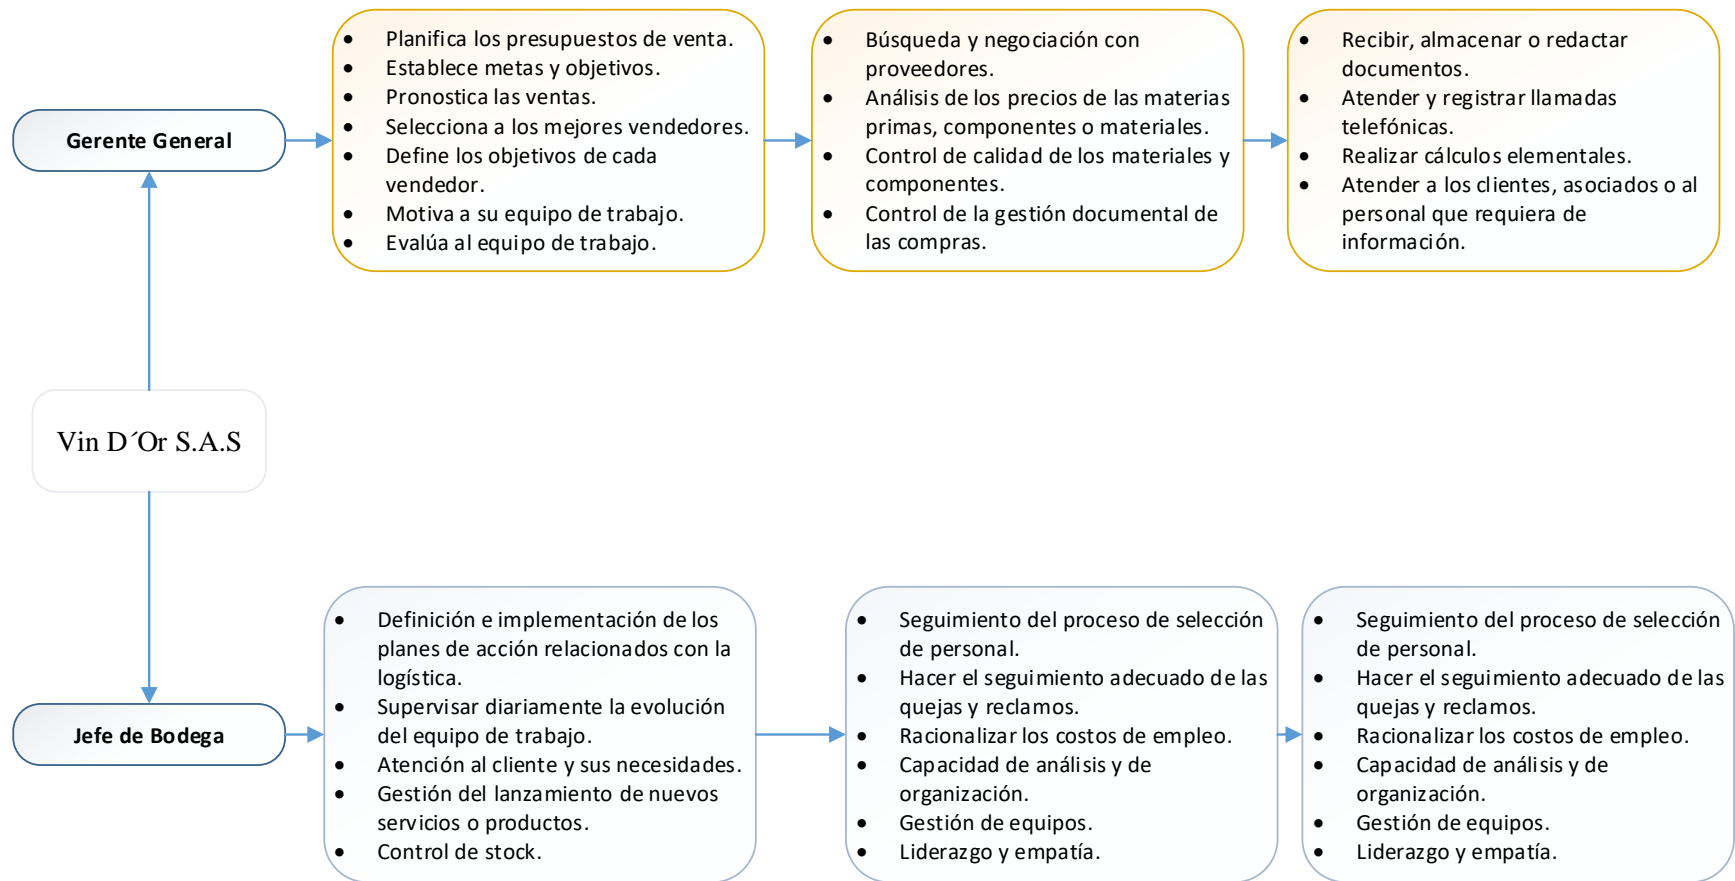 Gerente General
• Planifica los presupuestos de venta.
• Establece metas y objetivos.
• Pronostica las ventas.
• Selecciona a los mejores vendedores.
• Define los objetivos de cada
vendedor.
• Motiva a su equipo de trabajo.
• Evalúa al equipo de trabajo.
• Búsqueda y negociación con
proveedores.
• Análisis de los precios de las materias
primas, componentes o materiales.
• Control de calidad de los materiales y
componentes.
• Control de la gestión documental de
las compras.
• Recibir, almacenar o redactar
documentos.
• Atender y registrar llamadas
telefónicas.
• Realizar cálculos elementales.
• Atender a los clientes, asociados o al
personal que requiera de
información.
Vin D´Or S.A.S
Jefe de Bodega
• Definición e implementación de los
planes de acción relacionados con la
logística.
• Supervisar diariamente la evolución
del equipo de trabajo.
• Atención al cliente y sus necesidades.
• Gestión del lanzamiento de nuevos
servicios o productos.
• Control de stock.
• Seguimiento del proceso de selección
de personal.
• Hacer el seguimiento adecuado de las
quejas y reclamos.
• Racionalizar los costos de empleo.
• Capacidad de análisis y de
organización.
• Gestión de equipos.
• Liderazgo y empatía.
• Seguimiento del proceso de selección
de personal.
• Hacer el seguimiento adecuado de las
quejas y reclamos.
• Racionalizar los costos de empleo.
• Capacidad de análisis y de
organización.
• Gestión de equipos.
• Liderazgo y empatía.